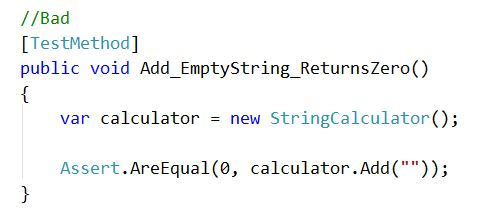 //Bad
[TestMethod]
public void Add_EmptyString_ReturnsZero()
{
    var calculator = new StringCalculator();

    Assert.AreEqual(0, calculator.Add(""));
}